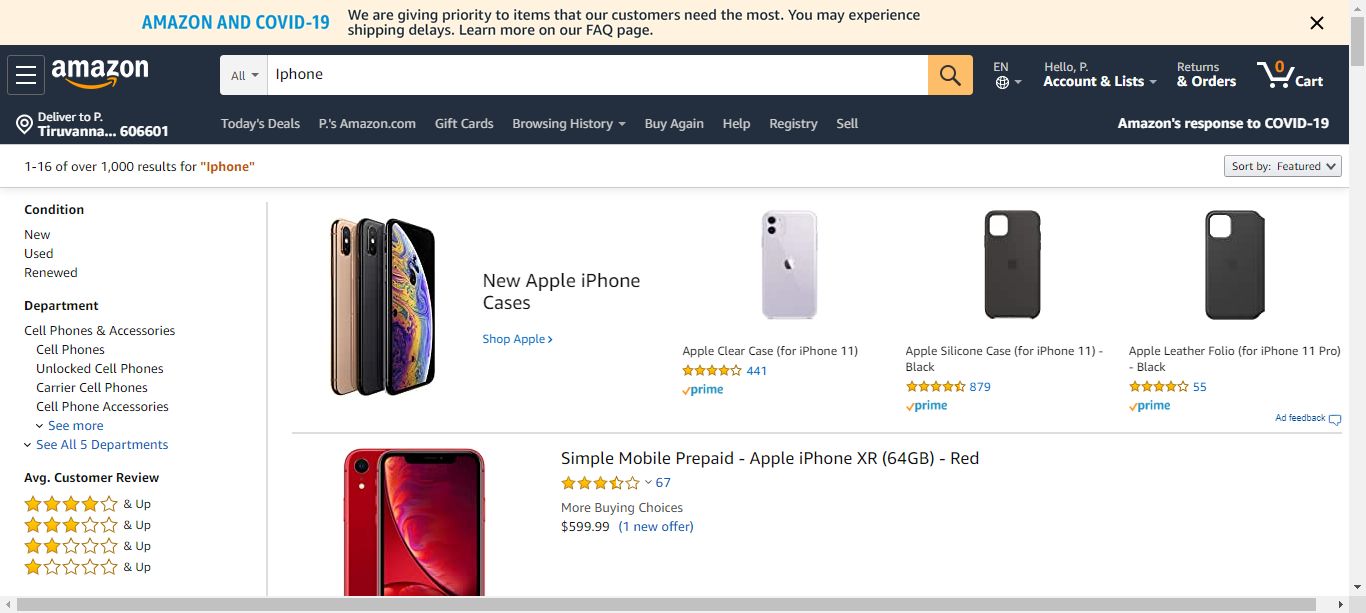 AMAZON AND COVID-19
We are giving priority to items that our customers need the most. You may experience
shipping delays. Learn more on our FAQ page.
amazon
All
Iphone
EN
Hello, P.
Account & Lists
Returns
& Orders
0
Cart
Deliver to P.
Tiruvanna... 606601
Today's Deals
P.'s Amazon.com
Gift Cards
Browsing History
Buy Again
Help
Registry
Sell
Amazon's response to COVID-19
1-16 of over 1,000 results for "Iphone"
Sort by: Featured
Condition
New
Used
Renewed
Department
Cell Phones & Accessories
Cell Phones
Unlocked Cell Phones
Carrier Cell Phones
Cell Phone Accessories
See more
See All 5 Departments
Avg. Customer Review
& Up
& Up
& Up
& Up
New Apple iPhone
Cases
Shop Apple
Apple Clear Case (for iPhone 11)
441
prime
Apple Silicone Case (for iPhone 11) -
Black
879
prime
Apple Leather Folio (for iPhone 11 Pro)
- Black
55
prime
Ad feedback
Simple Mobile Prepaid - Apple iPhone XR (64GB) - Red
67
More Buying Choices
$599.99 (1 new offer)